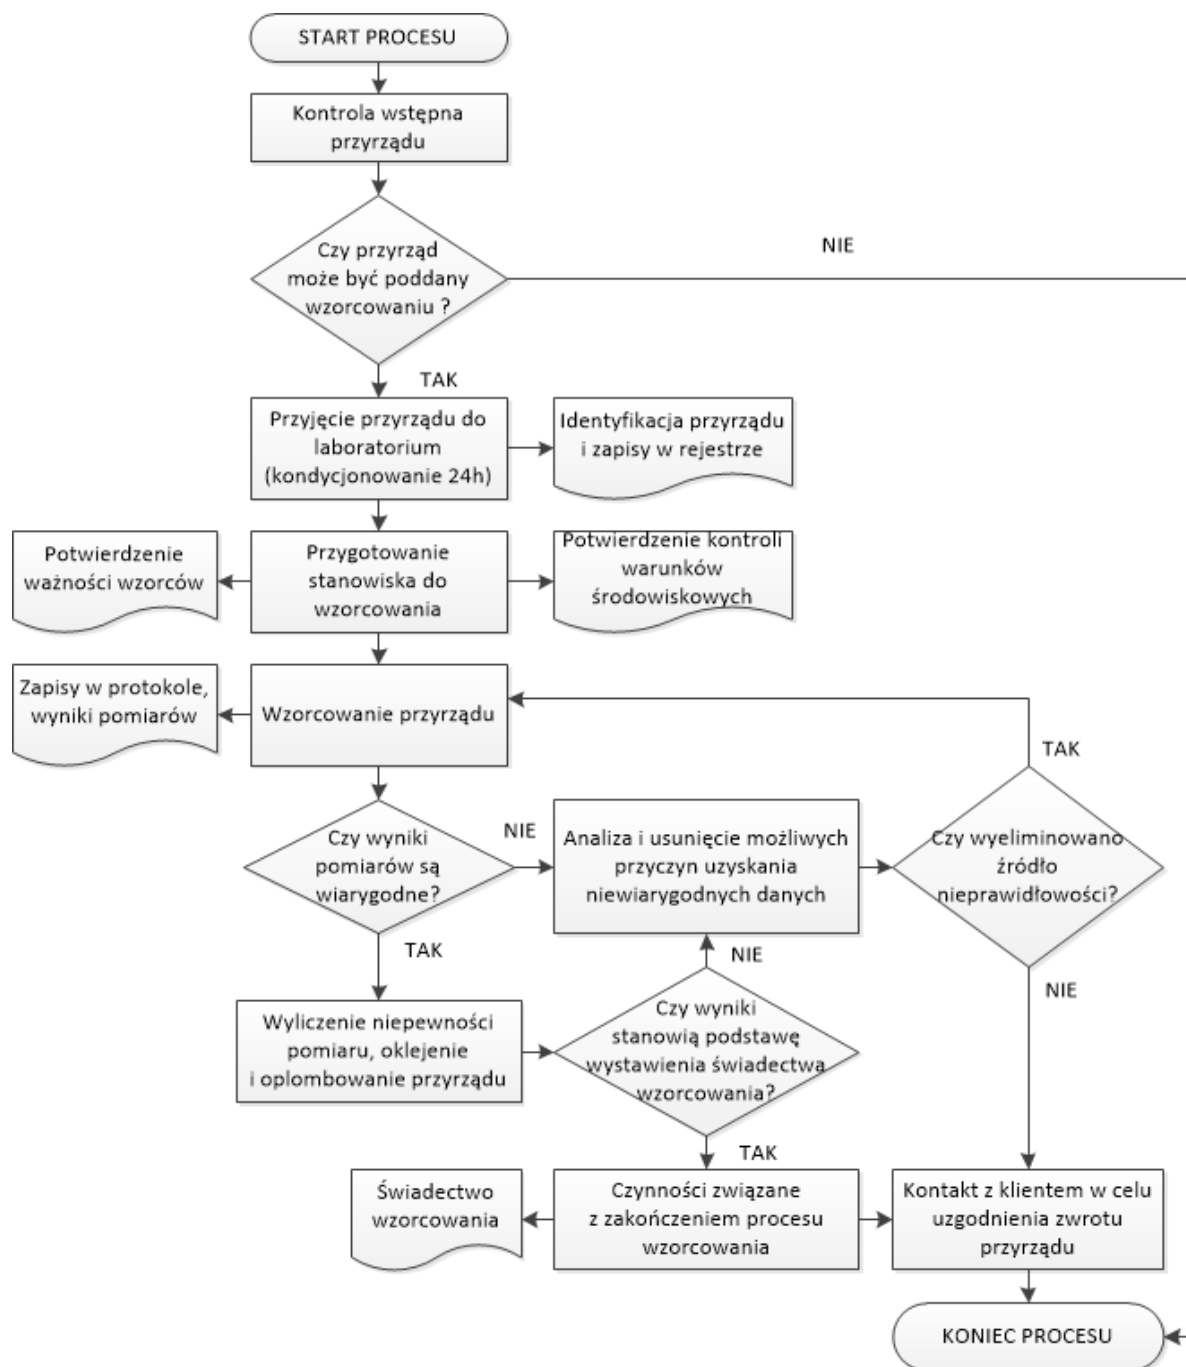 START PROCESU
Kontrola wstępna
przyrządu
Czy przyrząd
może być poddany
wzorcowaniu ?
NIE
TAK
Przyjęcie przyrządu do
laboratorium
(kondycjonowanie 24h)
Identyfikacja przyrządu
i zapisy w rejestrze
Potwierdzenie
ważności wzorców
Przygotowanie
stanowiska do
wzorcowania
Potwierdzenie kontroli
warunków
środowiskowych
Zapisy w protokole,
wyniki pomiarów
Wzorcowanie przyrządu
TAK
Czy wyniki
pomiarów są
wiarygodne?
NIE
Analiza i usunięcie możliwych
przyczyn uzyskania
niewiarygodnych danych
Czy wyeliminowano
źródło
nieprawidłowości?
TAK
NIE
NIE
Wyliczenie niepewności
pomiaru, oklejenie
i oplombowanie przyrządu
Czy wyniki
stanowią podstawę
wystawienia świadectwa
wzorcowania?
TAK
Świadectwo
wzorcowania
Czynności związane
z zakończeniem procesu
wzorcowania
Kontakt z klientem w celu
uzgodnienia zwrotu
przyrządu
KONIEC PROCESU